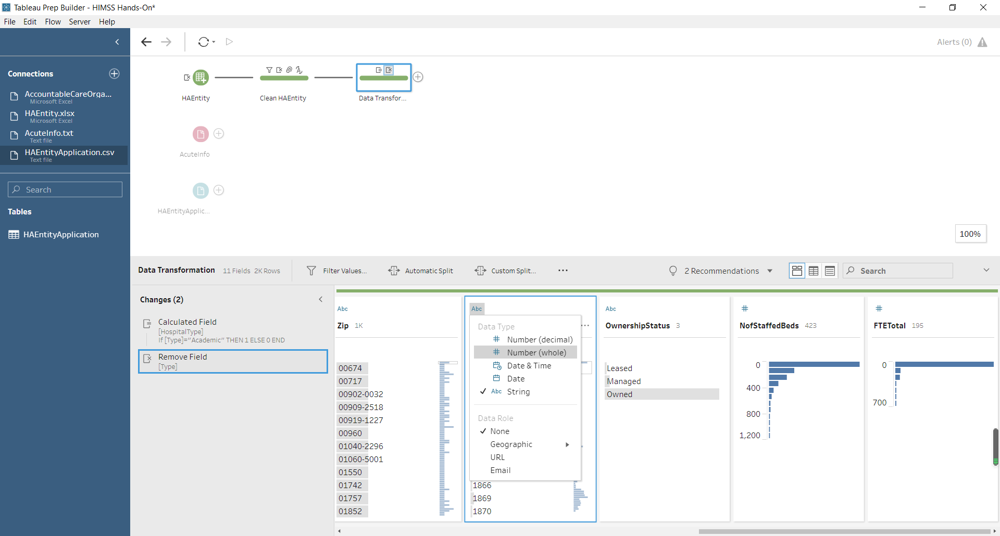 Tableau Prep Builder - HIMSS Hands-On*
File Edit Flow Server Help
Alerts (0)
Connections
AccountableCareOrga...
Microsoft Excel
HAEntity.xlsx
Microsoft Excel
AcuteInfo.txt
Text file
HAEntityApplication.csv
Text file
Search
Tables
HAEntityApplication
HAEntity
Clean HAEntity
Data Transfor...
AcuteInfo
HAEntityApplic...
100%
Data Transformation 11 Fields 2K Rows
Filter Values...
Automatic Split
Custom Split...
2 Recommendations
Search
Changes (2)
Calculated Field
[HospitalType]
If [Type]="Academic" THEN 1 ELSE 0 END
Remove Field
[Type]
Abc
Zip 1K
00674
00717
00902-0032
00909-2518
00919-1227
00960
01040-2296
01060-5001
01550
01742
01757
01852
Abc
Data Type
# Number (decimal)
# Number (whole)
Date & Time
Date
Abc String
Data Role
None
Geographic
URL
Email
1866
1869
1870
Abc
OwnershipStatus 3
Leased
Managed
Owned
#
NofStaffedBeds 423
0
400
800
1,200
#
FTETotal 195
0
700